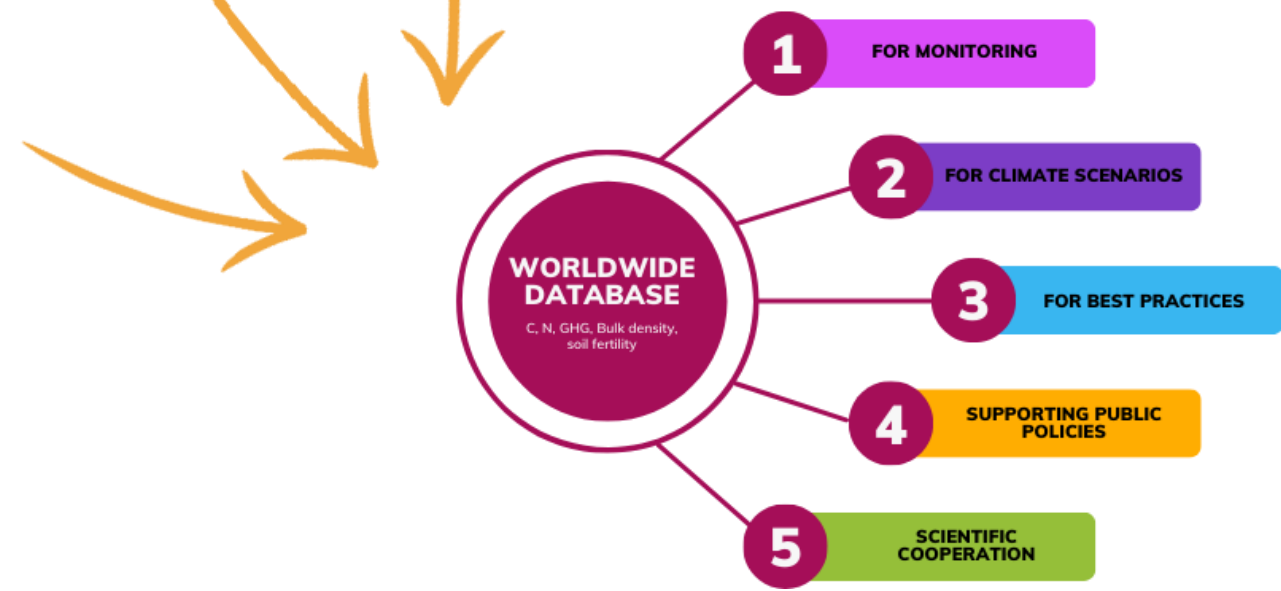 1
FOR MONITORING
2
FOR CLIMATE SCENARIOS
WORLDWIDE
DATABASE
C, N, GHG, Bulk density,
soil fertility
3
FOR BEST PRACTICES
4
SUPPORTING PUBLIC
POLICIES
5
SCIENTIFIC
COOPERATION